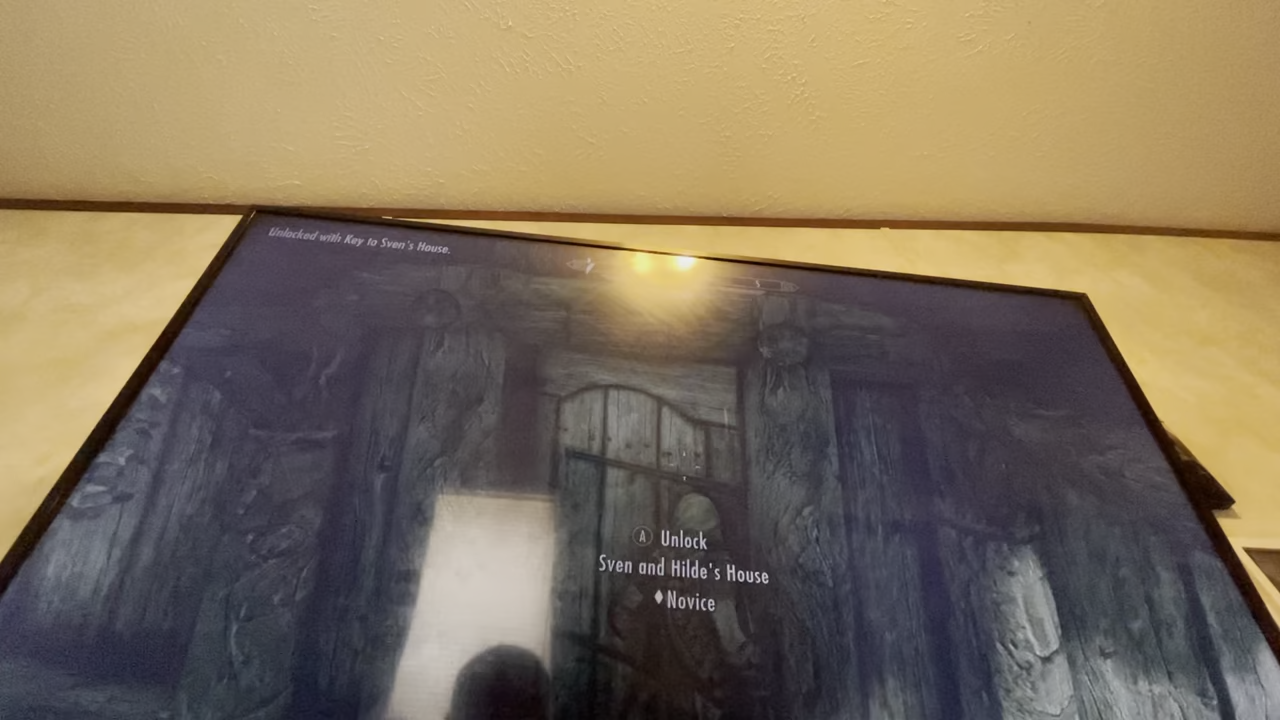 Unlocked with Key to Sven's House.
A Unlock
Sven and Hilde's House
Novice